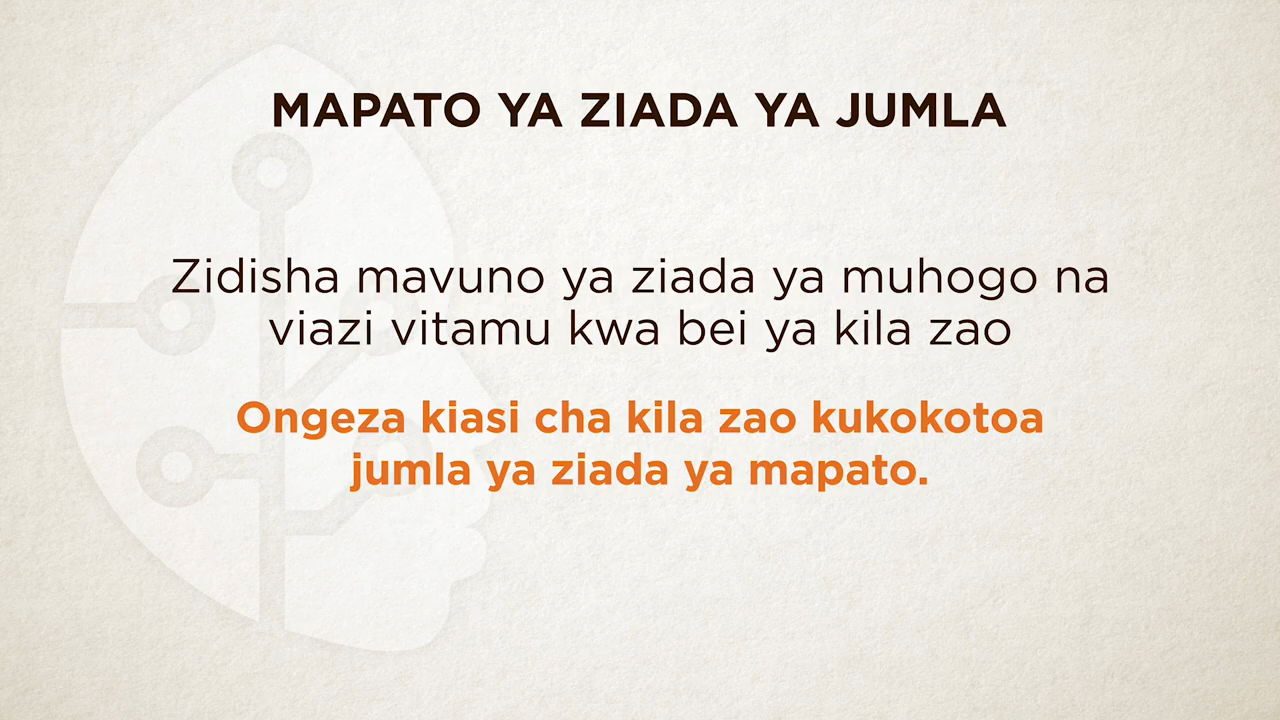 MAPATO YA ZIADA YA JUMLA
Zidisha mavuno ya ziada ya muhogo na
viazi vitamu kwa bei ya kila zao
Ongeza kiasi cha kila zao kukokotoa
jumla ya ziada ya mapato.